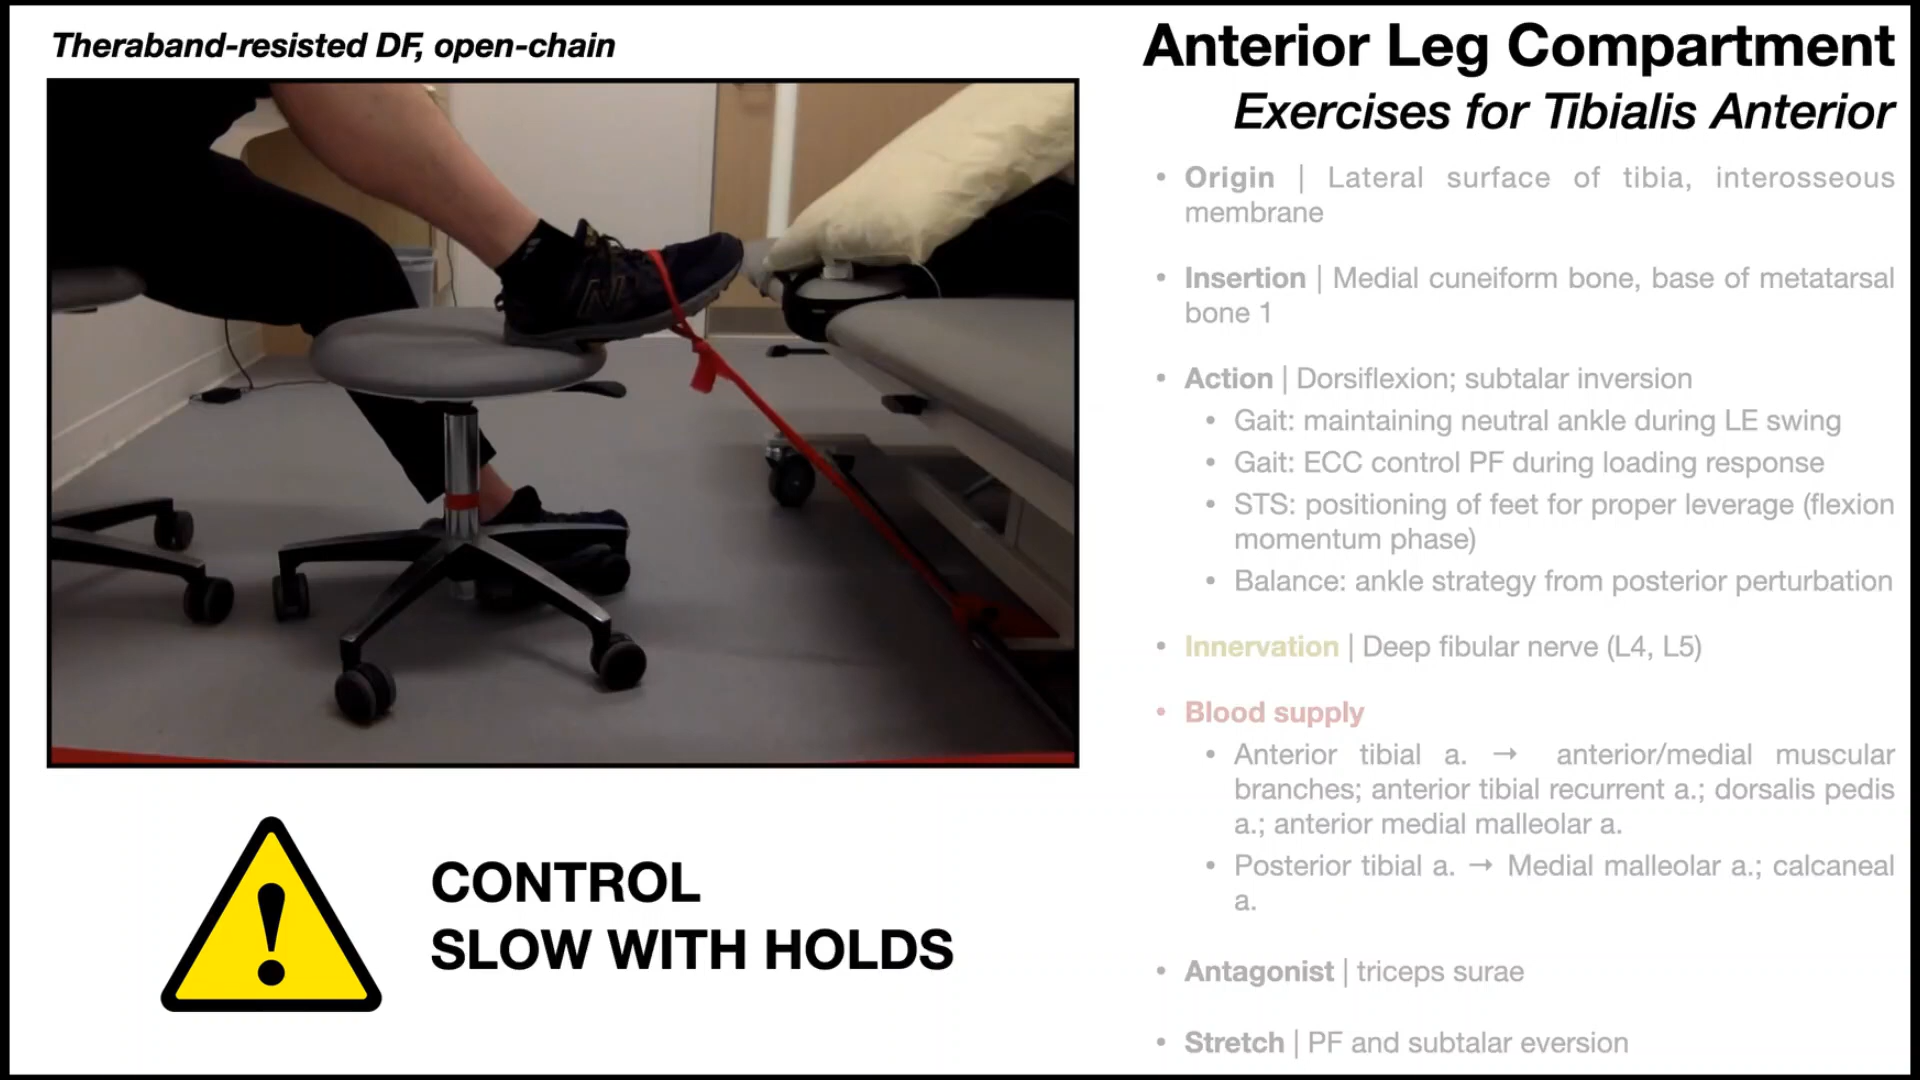 Theraband-resisted DF, open-chain
Anterior Leg Compartment
Exercises for Tibialis Anterior
• Origin | Lateral surface of tibia, interosseous
membrane
• Insertion | Medial cuneiform bone, base of metatarsal
bone 1
• Action | Dorsiflexion; subtalar inversion
• Gait: maintaining neutral ankle during LE swing
• Gait: ECC control PF during loading response
• STS: positioning of feet for proper leverage (flexion
momentum phase)
• Balance: ankle strategy from posterior perturbation
• Innervation | Deep fibular nerve (L4, L5)
• Blood supply
• Anterior tibial a. → anterior/medial muscular
branches; anterior tibial recurrent a.; dorsalis pedis
a.; anterior medial malleolar a.
• Posterior tibial a. → Medial malleolar a.; calcaneal
a.
• Antagonist | triceps surae
• Stretch | PF and subtalar eversion
CONTROL
SLOW WITH HOLDS